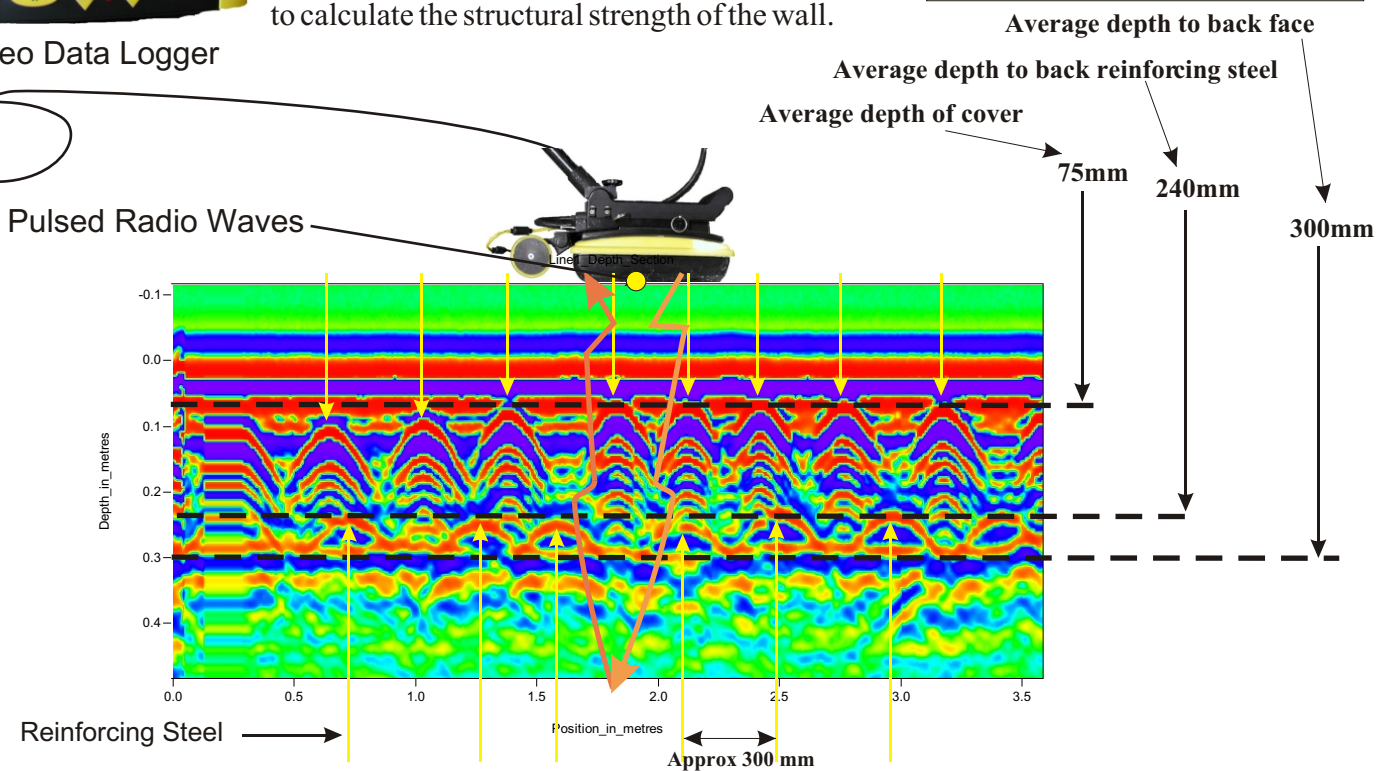 to calculate the structural strength of the wall.
eo Data Logger
Average depth to back face
Average depth to back reinforcing steel
Average depth of cover
75mm
240mm
300mm
Pulsed Radio Waves
Line1_Depth_Section
-0.1
0.0
0.1
0.2
0.3
0.4
Depth_in_metres
0.0 0.5 1.0 1.5 2.0 2.5 3.0 3.5
Position_in_metres
Reinforcing Steel
Approx 300 mm